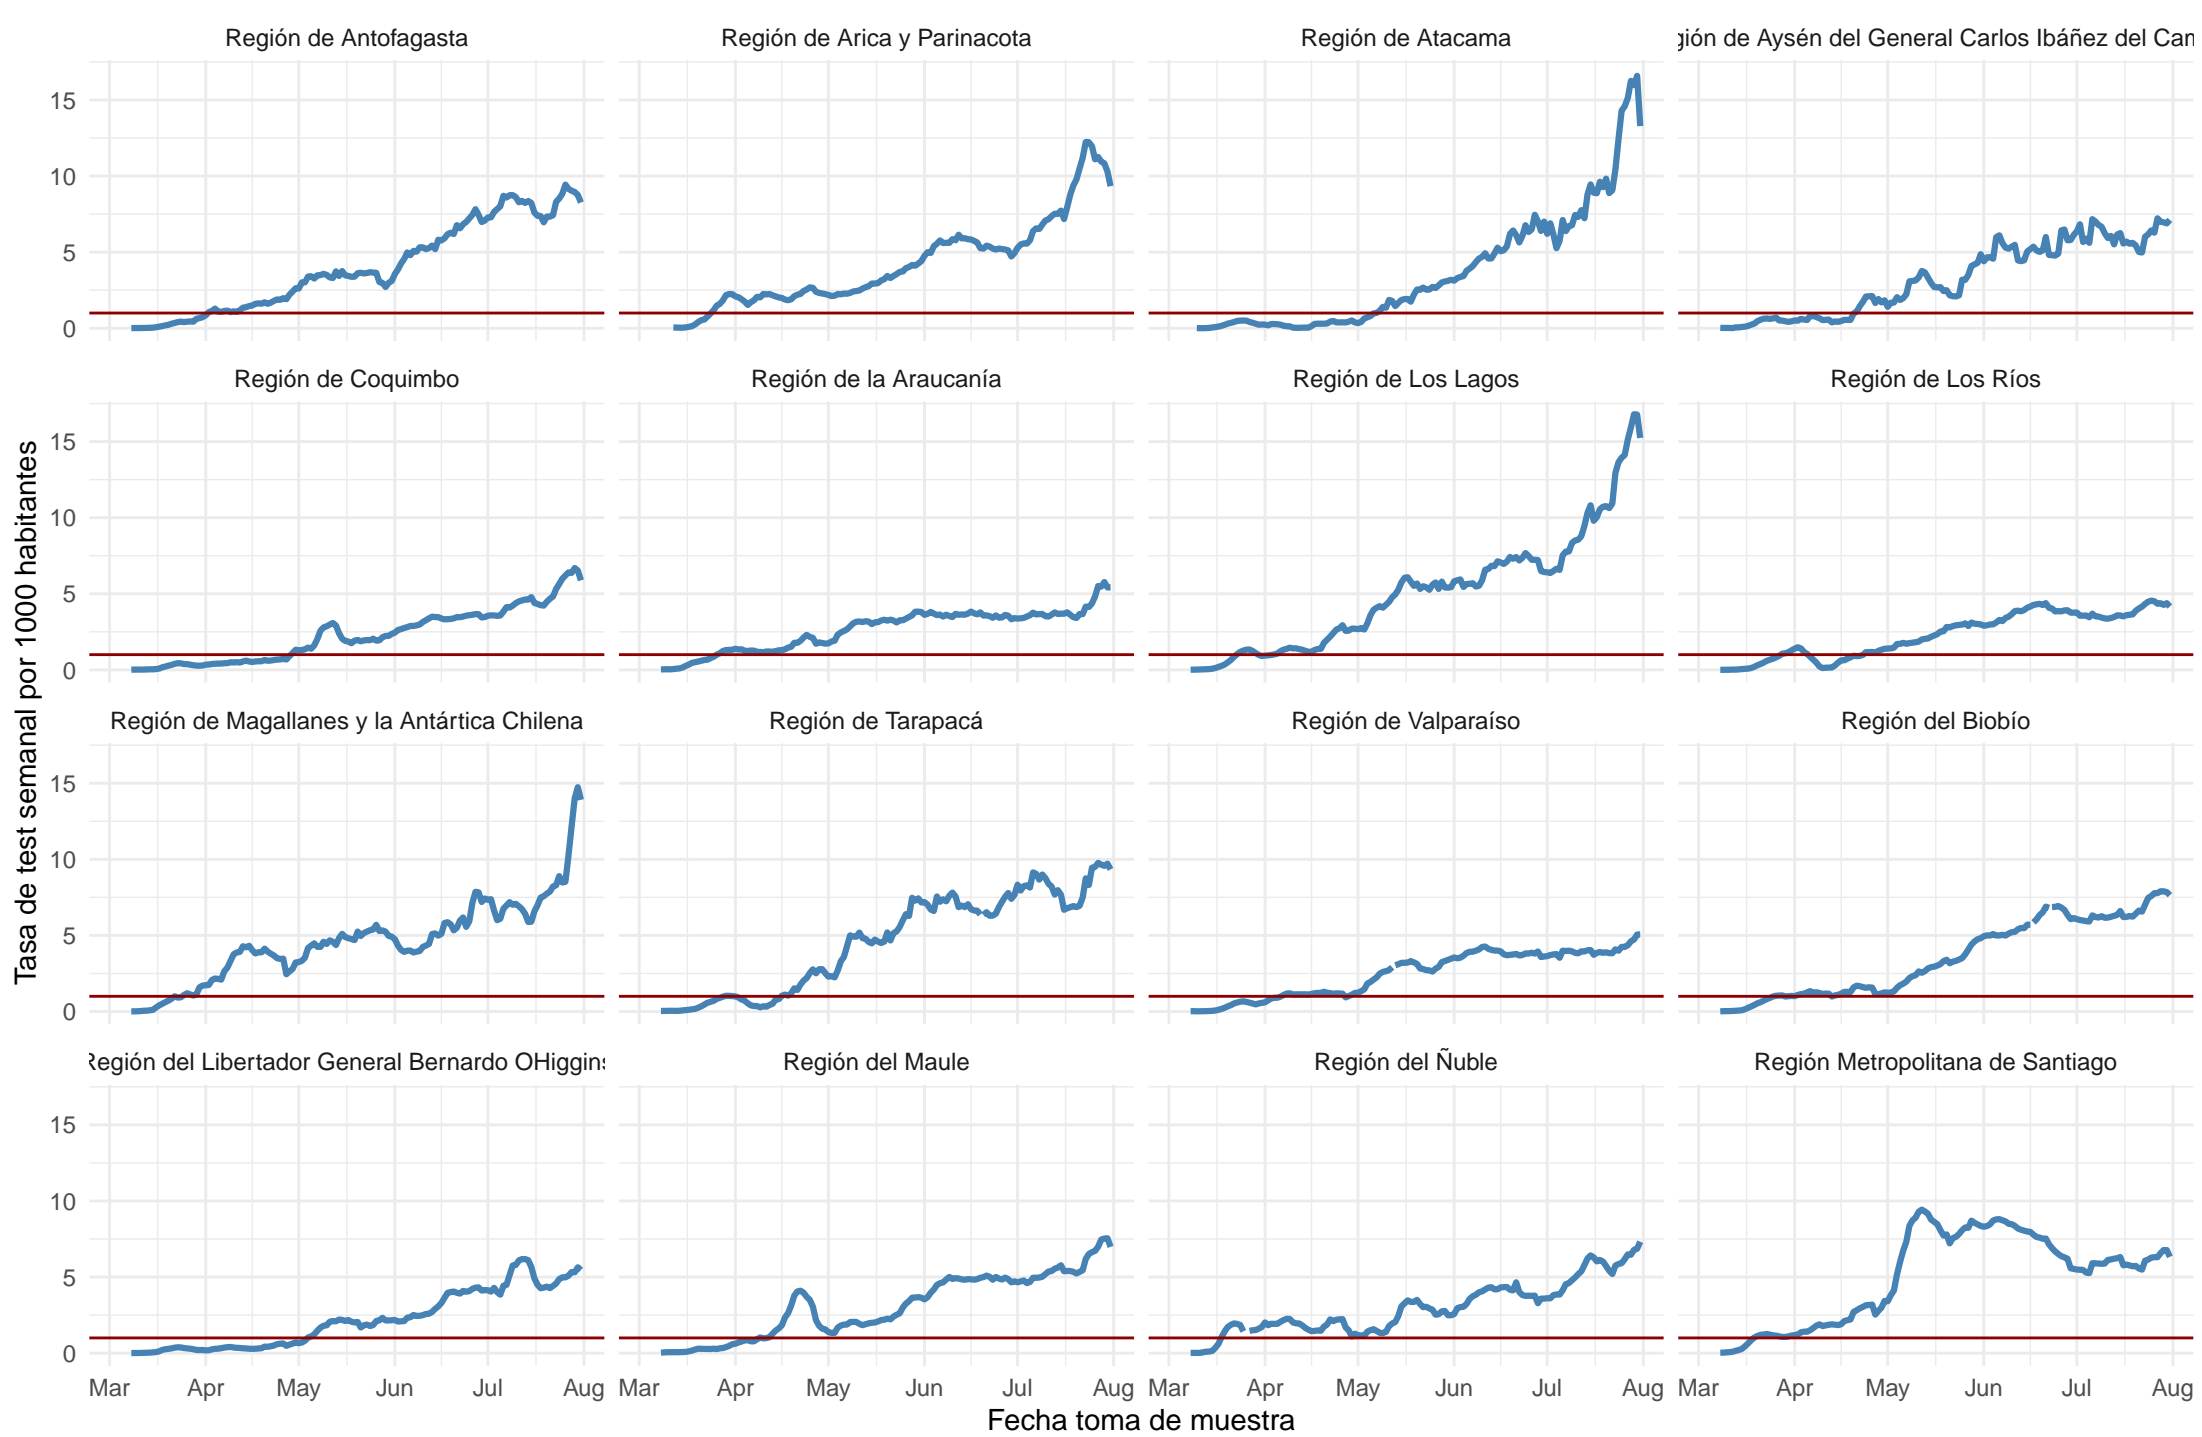 Región de Antofagasta
Región de Arica y Parinacota
Región de Atacama
gión de Aysén del General Carlos Ibáñez del Cam
15
10
5
0
Región de Coquimbo
Región de la Araucanía
Región de Los Lagos
Región de Los Ríos
15
10
5
0
Tasa de test semanal por 1000 habitantes
Región de Magallanes y la Antártica Chilena
Región de Tarapacá
Región de Valparaíso
Región del Biobío
15
10
5
0
Región del Libertador General Bernardo OHiggins
Región del Maule
Región del Ñuble
Región Metropolitana de Santiago
15
10
5
0
Mar Apr May Jun Jul Aug
Mar Apr May Jun Jul Aug
Mar Apr May Jun Jul Aug
Mar Apr May Jun Jul Aug
Fecha toma de muestra